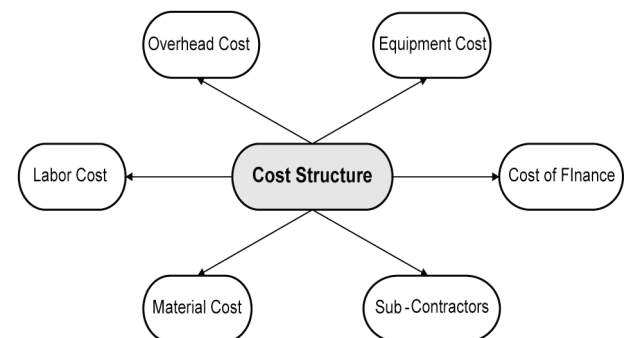 Overhead Cost
Equipment Cost
Labor Cost
Cost Structure
Cost of FInance
Material Cost
Sub-Contractors